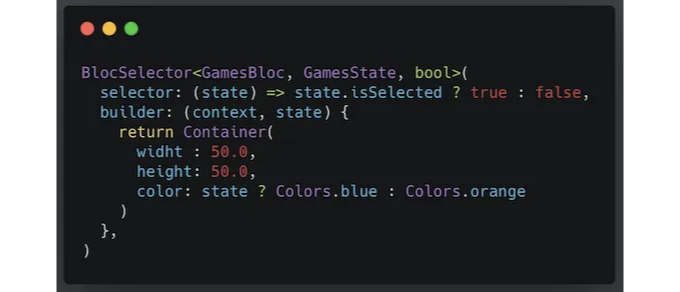 BlocSelector<GamesBloc, GamesState, bool>(
  selector: (state) => state.isSelected ? true : false,
  builder: (context, state) {
    return Container(
      widht : 50.0,
      height: 50.0,
      color: state ? Colors.blue : Colors.orange
    )
  },
)